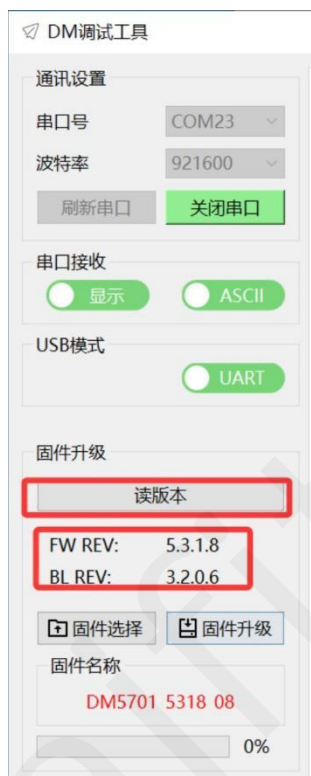 DM调试工具
通讯设置
串口号 COM23
波特率 921600
刷新串口 关闭串口
串口接收
显示 ASCII
USB模式
UART
固件升级
读版本
FW REV: 5.3.1.8
BL REV: 3.2.0.6
固件选择 固件升级
固件名称
DM5701 5318 08
0%